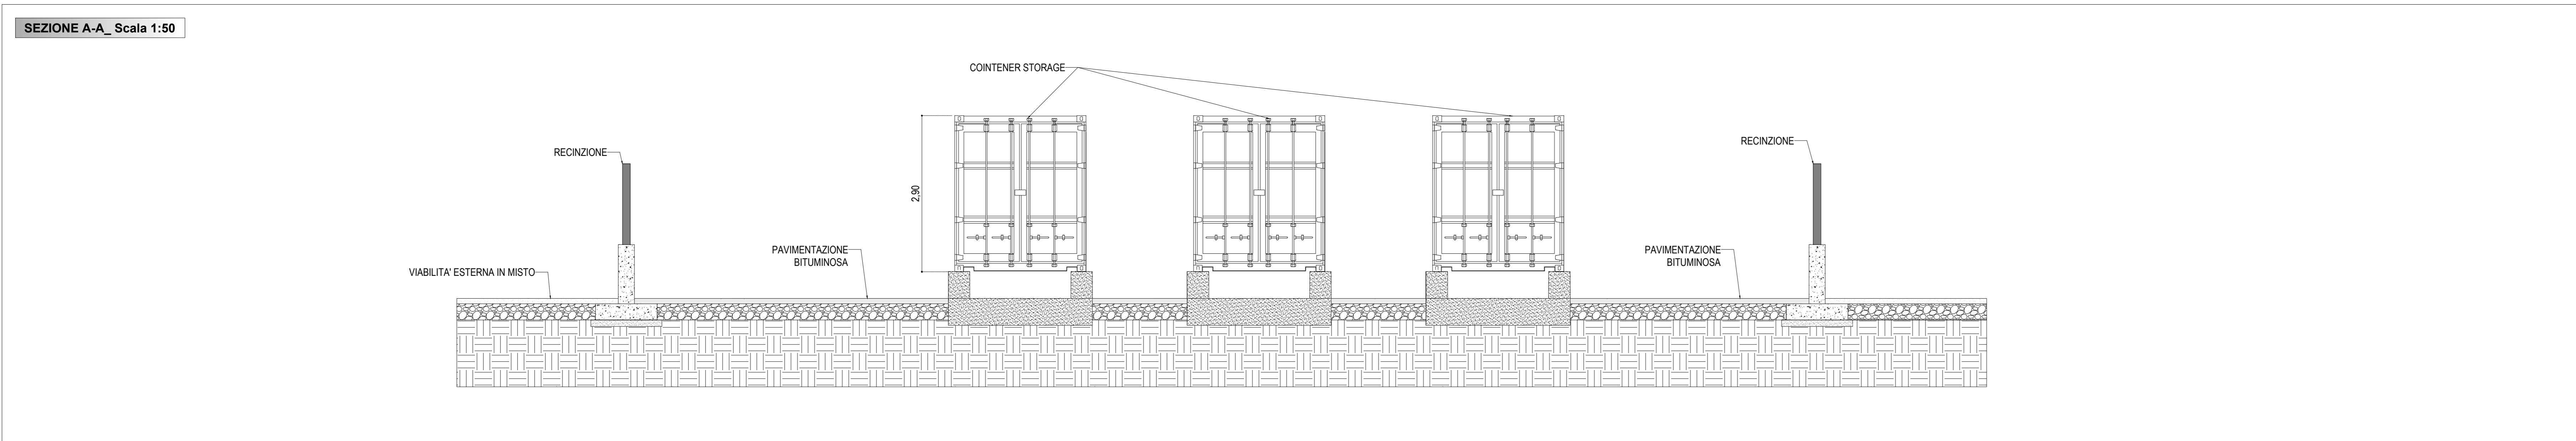 SEZIONE A-A_ Scala 1:50
COINTENER STORAGE
RECINZIONE
RECINZIONE
2,90
PAVIMENTAZIONE
BITUMINOSA
PAVIMENTAZIONE
BITUMINOSA
VIABILITA' ESTERNA IN MISTO